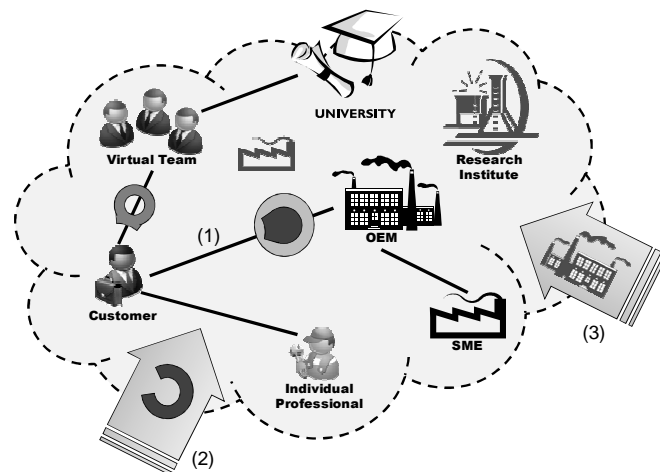 UNIVERSITY
Virtual Team
Research
Institute
(1)
OEM
Customer
(3)
SME
Individual
Professional
(2)